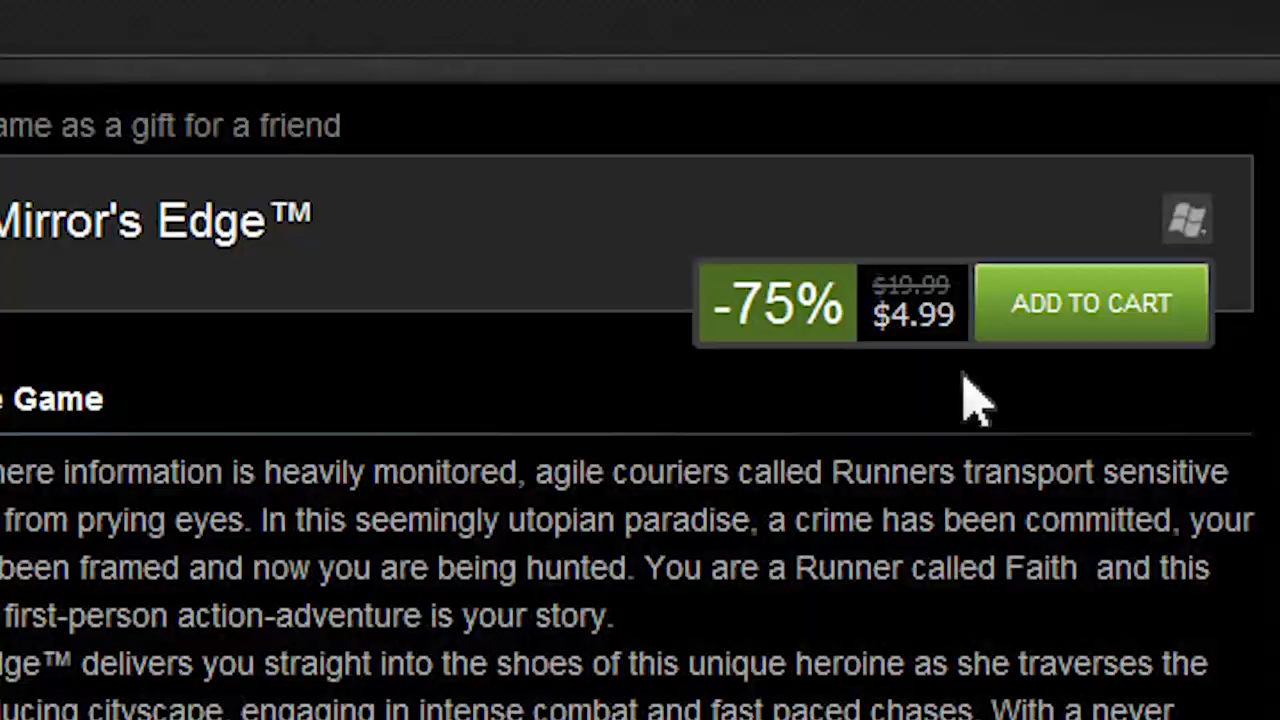 ame as a gift for a friend
Mirror's Edge™
-75%
$19.99
$4.99
ADD TO CART
e Game
here information is heavily monitored, agile couriers called Runners transport sensitive
from prying eyes. In this seemingly utopian paradise, a crime has been committed, your
been framed and now you are being hunted. You are a Runner called Faith and this
first-person action-adventure is your story.
dge™ delivers you straight into the shoes of this unique heroine as she traverses the
ducing cityscape, engaging in intense combat and fast paced chases. With a never